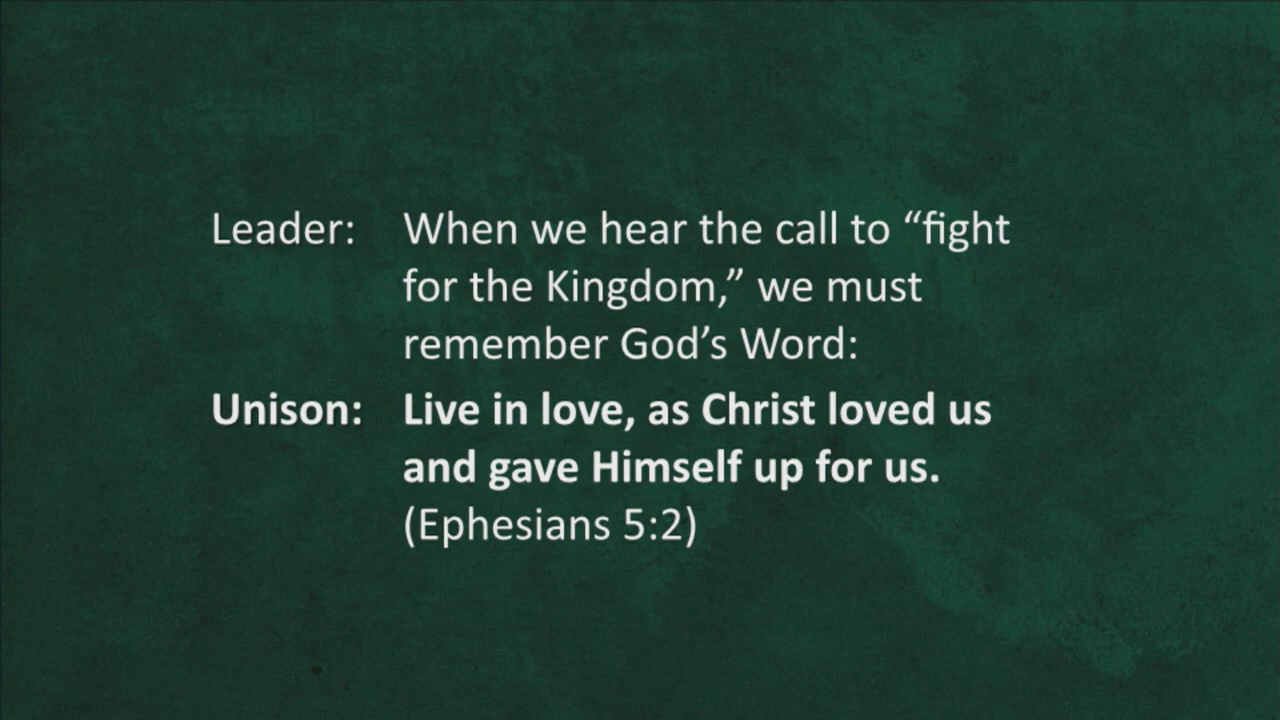 Leader: When we hear the call to “fight
for the Kingdom,” we must
remember God’s Word:
Unison: Live in love, as Christ loved us
and gave Himself up for us.
(Ephesians 5:2)